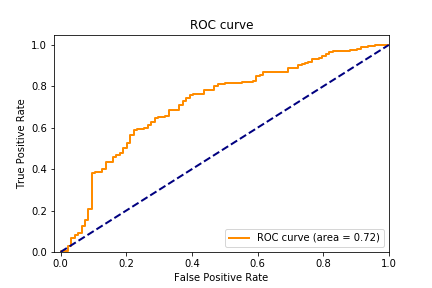 ROC curve
1.0
0.8
0.6
0.4
0.2
0.0
True Positive Rate
ROC curve (area = 0.72)
0.0 0.2 0.4 0.6 0.8 1.0
False Positive Rate